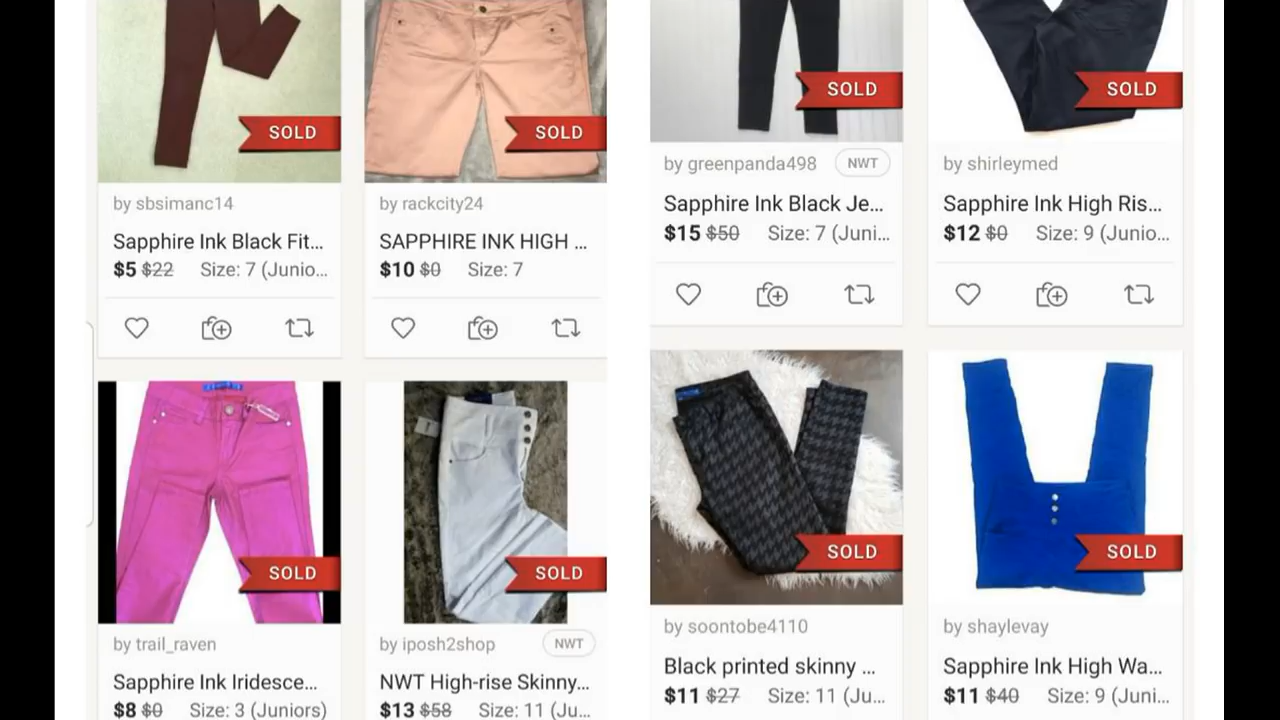 SOLD
SOLD
by sbsimanc14
by rackcity24
Sapphire Ink Black Fit...
SAPPHIRE INK HIGH ...
$5 $22 Size: 7 (Junio...
$10 $0 Size: 7
SOLD
SOLD
by trail_raven
by iposh2shop NWT
Sapphire Ink Iridesce...
NWT High-rise Skinny...
$8 $0 Size: 3 (Juniors)
$13 $58 Size: 11 (Ju...
SOLD
SOLD
by greenpanda498 NWT
by shirleymed
Sapphire Ink Black Je...
Sapphire Ink High Ris...
$15 $50 Size: 7 (Juni...
$12 $0 Size: 9 (Junio...
SOLD
SOLD
by soontobe4110
by shaylevay
Black printed skinny ...
Sapphire Ink High Wa...
$11 $27 Size: 11 (Ju...
$11 $40 Size: 9 (Juni...